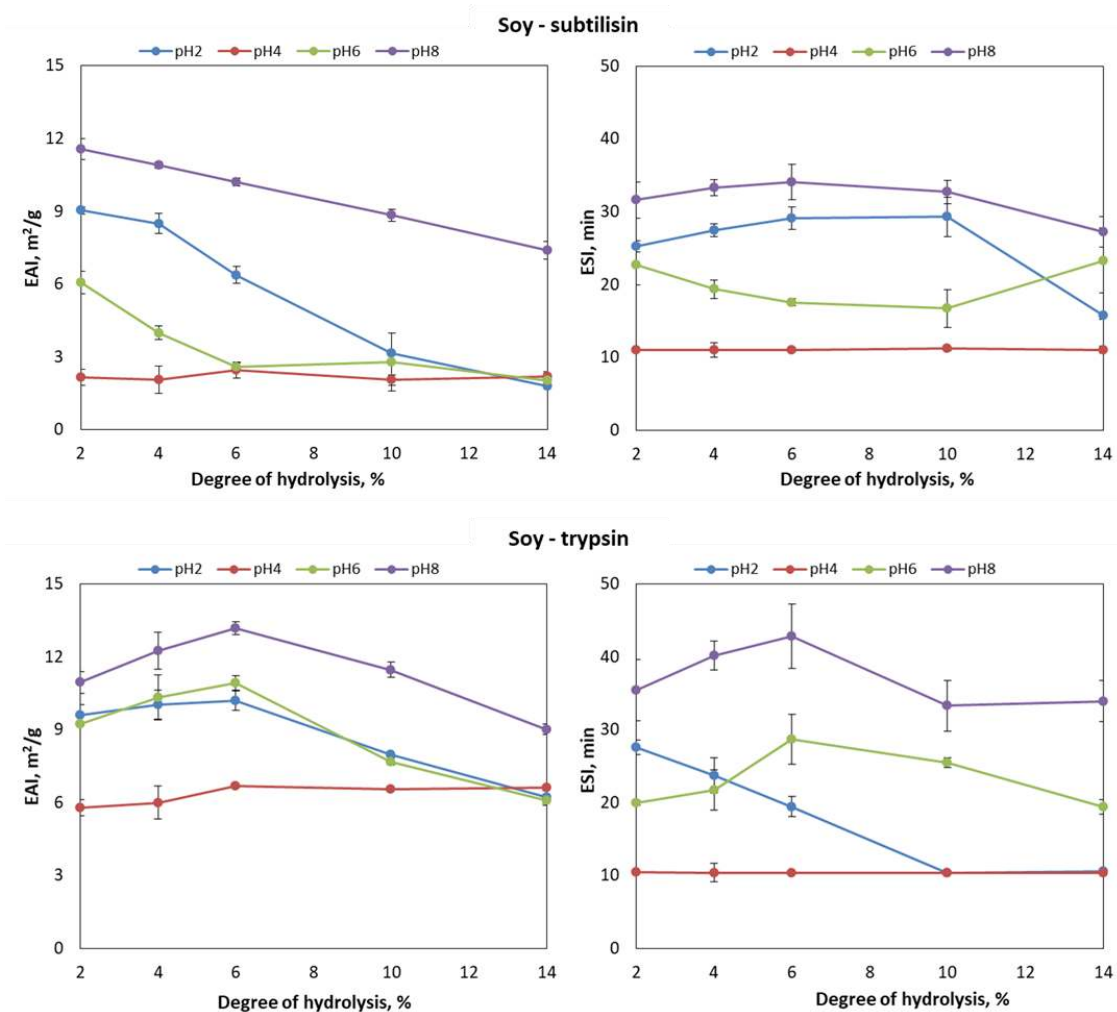 Soy - subtilisin
pH2 pH4 pH6 pH8
15
12
9
6
3
0
EAI, m²/g
2 4 6 8 10 12 14
Degree of hydrolysis, %
pH2 pH4 pH6 pH8
50
40
30
20
10
0
ESI, min
2 4 6 8 10 12 14
Degree of hydrolysis, %
Soy - trypsin
pH2 pH4 pH6 pH8
15
12
9
6
3
0
EAI, m²/g
2 4 6 8 10 12 14
Degree of hydrolysis, %
pH2 pH4 pH6 pH8
50
40
30
20
10
0
ESI, min
2 4 6 8 10 12 14
Degree of hydrolysis, %